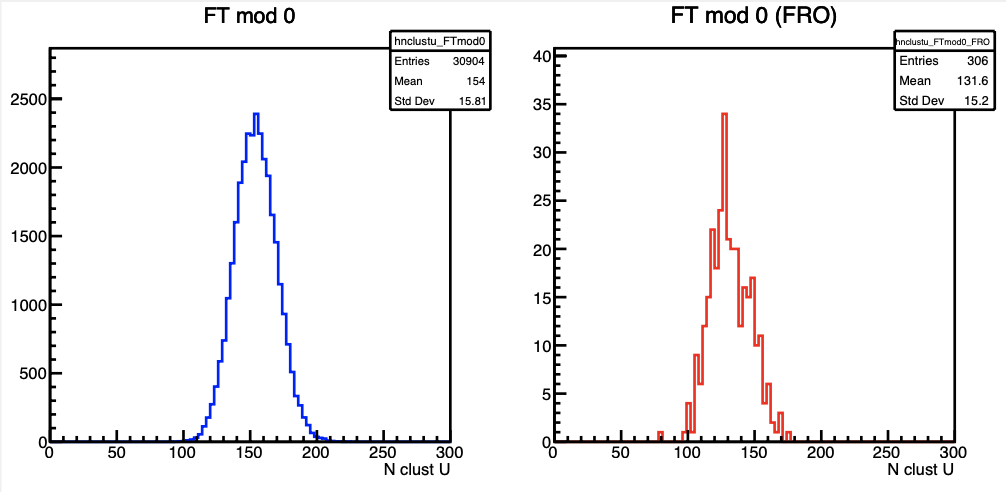 FT mod 0
hnclustu_FTmod0
Entries 30904
Mean 154
Std Dev 15.81
2500
2000
1500
1000
500
0
0 50 100 150 200 250 300
N clust U
FT mod 0 (FRO)
hnclustu_FTmod0_FRO
Entries 306
Mean 131.6
Std Dev 15.2
40
35
30
25
20
15
10
5
0
0 50 100 150 200 250 300
N clust U